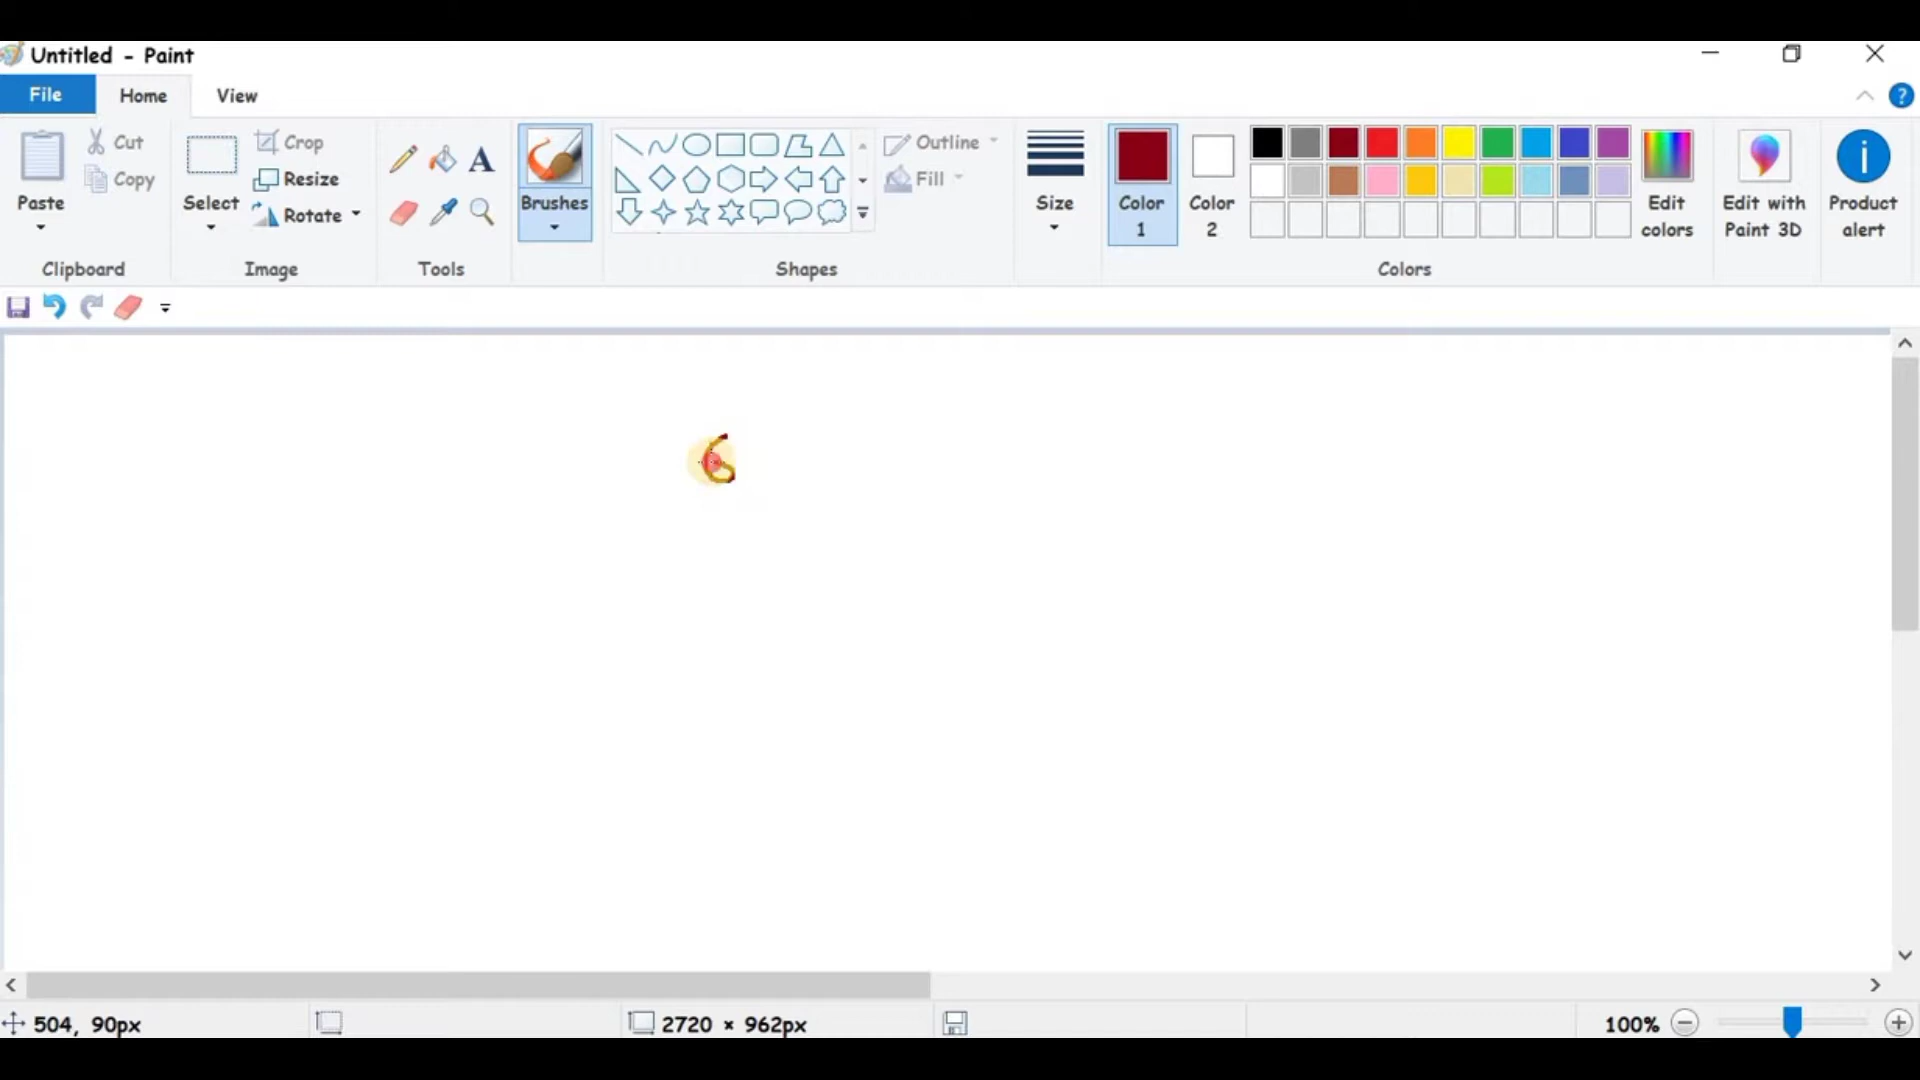 Untitled - Paint
File Home View
Cut Crop Outline
Copy Resize Fill
Paste Select Rotate Brushes Size Color 1 Color 2 Edit colors Edit with Paint 3D Product alert
Clipboard Image Tools Shapes Colors
6
504, 90px 2720 × 962px 100%